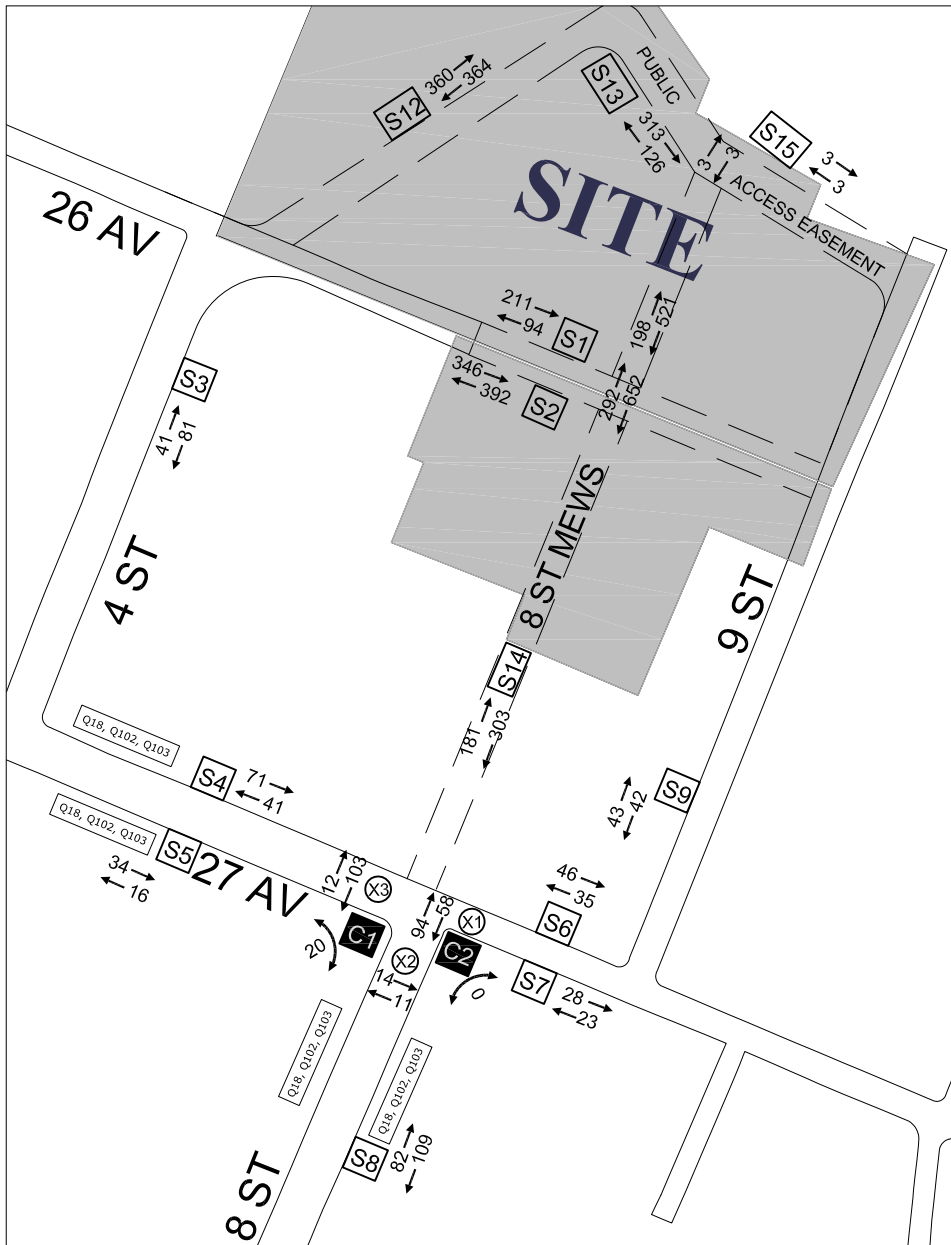 360
364
S12
S13
PUBLIC
313
126
S15
3
3
3
3
ACCESS EASEMENT
SITE
26 AV
211
94
S1
198
521
346
392
S2
292
652
S3
41
81
4 ST
8 ST MEWS
9 ST
S14
181
303
Q18, Q102, Q103
S4
71
41
S9
43
42
Q18, Q102, Q103
S5
34
16
27 AV
12
103
X3
94
58
X1
46
35
S6
C1
20
X2
C2
0
14
11
S7
28
23
Q18, Q102, Q103
Q18, Q102, Q103
S8
82
109
8 ST